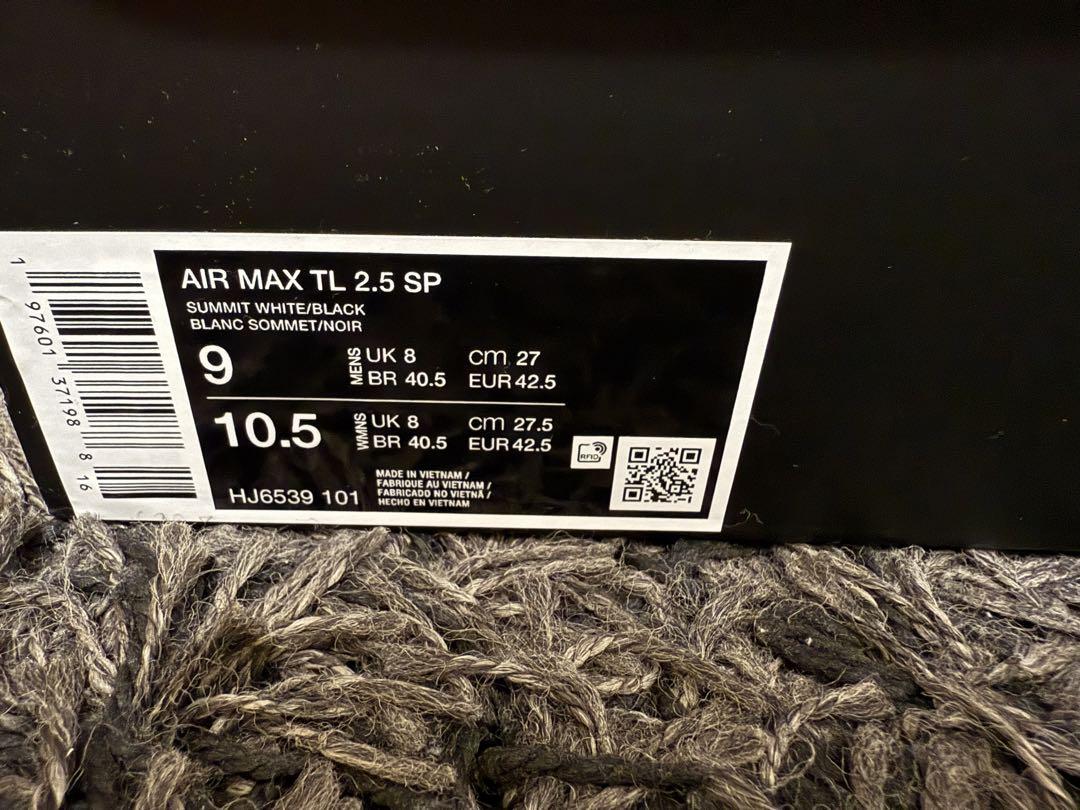 AIR MAX TL 2.5 SP
SUMMIT WHITE/BLACK
BLANC SOMMET/NOIR
9 MENS UK 8 cm 27
BR 40.5 EUR 42.5
10.5 WMNS UK 8 cm 27.5
BR 40.5 EUR 42.5
MADE IN VIETNAM /
FABRIQUÉ AU VIETNAM /
FABRICADO NO VIETNÃ /
HECHO EN VIETNAM
HJ6539 101
RFID
1 97601 37198 8 16